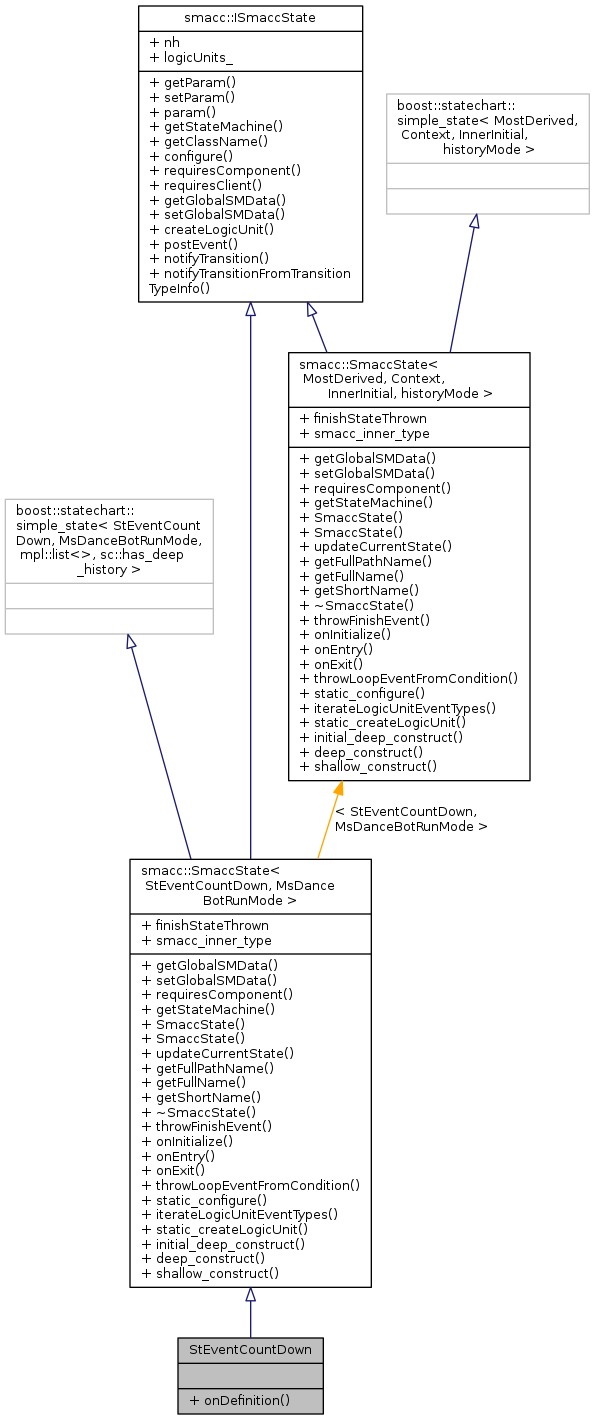 smacc::ISmaccState
+ nh
+ logicUnits_
+ getParam()
+ setParam()
+ param()
+ getStateMachine()
+ getClassName()
+ configure()
+ requiresComponent()
+ requiresClient()
+ getGlobalSMData()
+ setGlobalSMData()
+ createLogicUnit()
+ postEvent()
+ notifyTransition()
+ notifyTransitionFromTransition
TypeInfo()
boost::statechart::
simple_state< MostDerived,
Context, InnerInitial,
historyMode >
smacc::SmaccState<
MostDerived, Context,
InnerInitial, historyMode >
+ finishStateThrown
+ smacc_inner_type
+ getGlobalSMData()
+ setGlobalSMData()
+ requiresComponent()
+ getStateMachine()
+ SmaccState()
+ SmaccState()
+ updateCurrentState()
+ getFullPathName()
+ getFullName()
+ getShortName()
+ ~SmaccState()
+ throwFinishEvent()
+ onInitialize()
+ onEntry()
+ onExit()
+ throwLoopEventFromCondition()
+ static_configure()
+ iterateLogicUnitEventTypes()
+ static_createLogicUnit()
+ initial_deep_construct()
+ deep_construct()
+ shallow_construct()
boost::statechart::
simple_state< StEventCount
Down, MsDanceBotRunMode,
mpl::list<>, sc::has_deep
_history >
< StEventCountDown,
MsDanceBotRunMode >
smacc::SmaccState<
StEventCountDown, MsDance
BotRunMode >
+ finishStateThrown
+ smacc_inner_type
+ getGlobalSMData()
+ setGlobalSMData()
+ requiresComponent()
+ getStateMachine()
+ SmaccState()
+ SmaccState()
+ updateCurrentState()
+ getFullPathName()
+ getFullName()
+ getShortName()
+ ~SmaccState()
+ throwFinishEvent()
+ onInitialize()
+ onEntry()
+ onExit()
+ throwLoopEventFromCondition()
+ static_configure()
+ iterateLogicUnitEventTypes()
+ static_createLogicUnit()
+ initial_deep_construct()
+ deep_construct()
+ shallow_construct()
StEventCountDown
+ onDefinition()